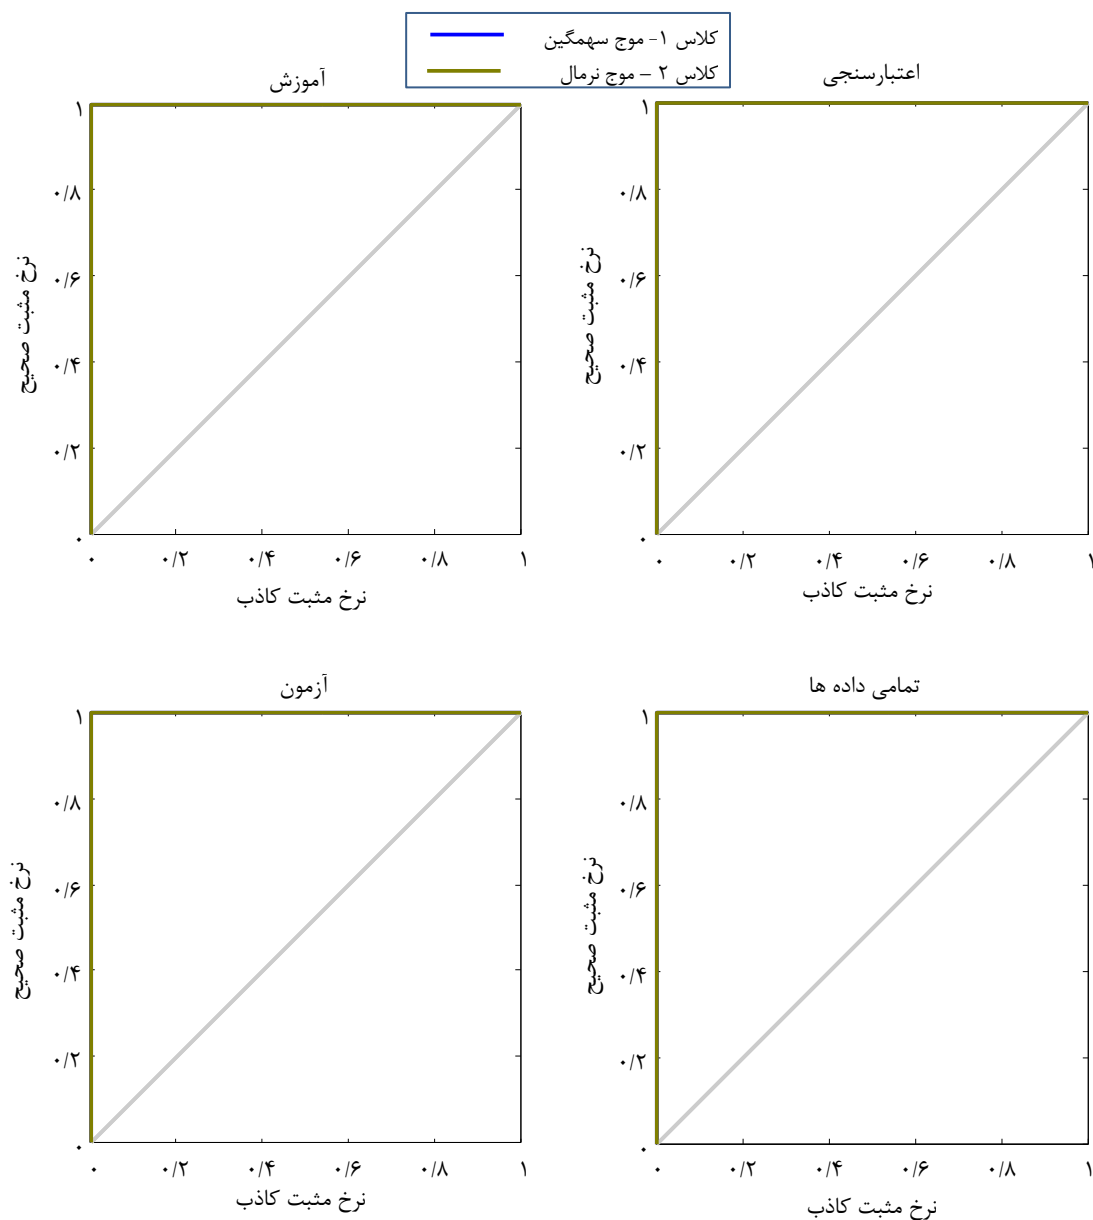 کلاس ۱- موج سهمگین
کلاس ۲ – موج نرمال
آموزش
۱
۰/۸
۰/۶
۰/۴
۰/۲
۰
نرخ مثبت صحیح
۰ ۰/۲ ۰/۴ ۰/۶ ۰/۸ ۱
نرخ مثبت کاذب
اعتبارسنجی
۱
۰/۸
۰/۶
۰/۴
۰/۲
۰
نرخ مثبت صحیح
۰ ۰/۲ ۰/۴ ۰/۶ ۰/۸ ۱
نرخ مثبت کاذب
آزمون
۱
۰/۸
۰/۶
۰/۴
۰/۲
۰
نرخ مثبت صحیح
۰ ۰/۲ ۰/۴ ۰/۶ ۰/۸ ۱
نرخ مثبت کاذب
تمامی داده ها
۱
۰/۸
۰/۶
۰/۴
۰/۲
۰
نرخ مثبت صحیح
۰ ۰/۲ ۰/۴ ۰/۶ ۰/۸ ۱
نرخ مثبت کاذب